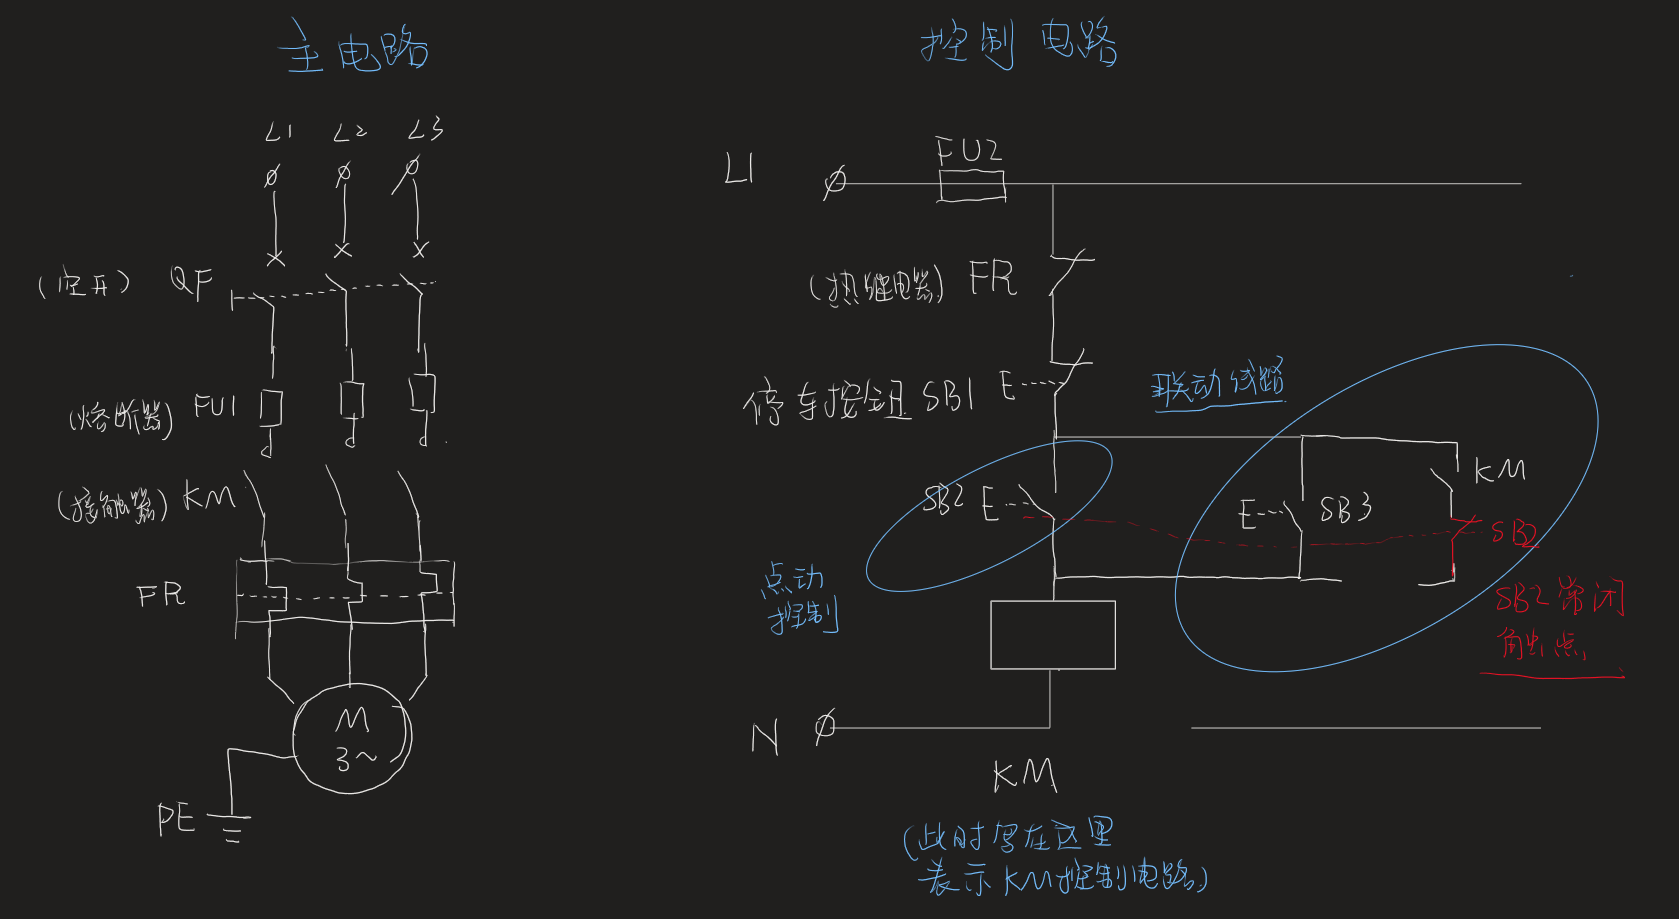 主电路
控制电路
L1 L2 L3
(空开) QF
(熔断器) FU1
(接触器) KM
FR
M
3~
PE
L1
FU2
(热继电器) FR
停车按钮 SB1 E
联动线路
SB2 E
点动
控制
E SB3
KM
SB2
SB2常闭
触点
N
KM
(此时写在这里
表示KM控制电路)